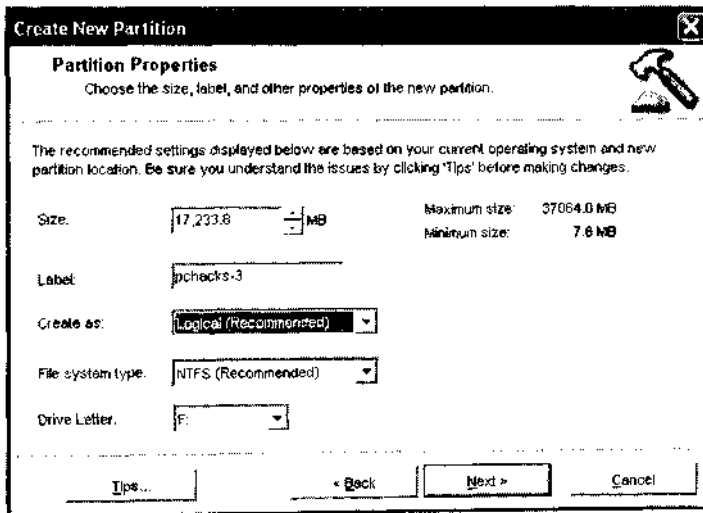 Create New Partition
Partition Properties
Choose the size, label, and other properties of the new partition.
The recommended settings displayed below are based on your current operating system and new
partition location. Be sure you understand the issues by clicking 'Tips' before making changes.
Size: 17,233.8 MB Maximum size: 37064.0 MB
Minimum size: 7.6 MB
Label: pchacks-3
Create as: Logical (Recommended)
File system type: NTFS (Recommended)
Drive Letter: F:
Tips... < Back Next > Cancel